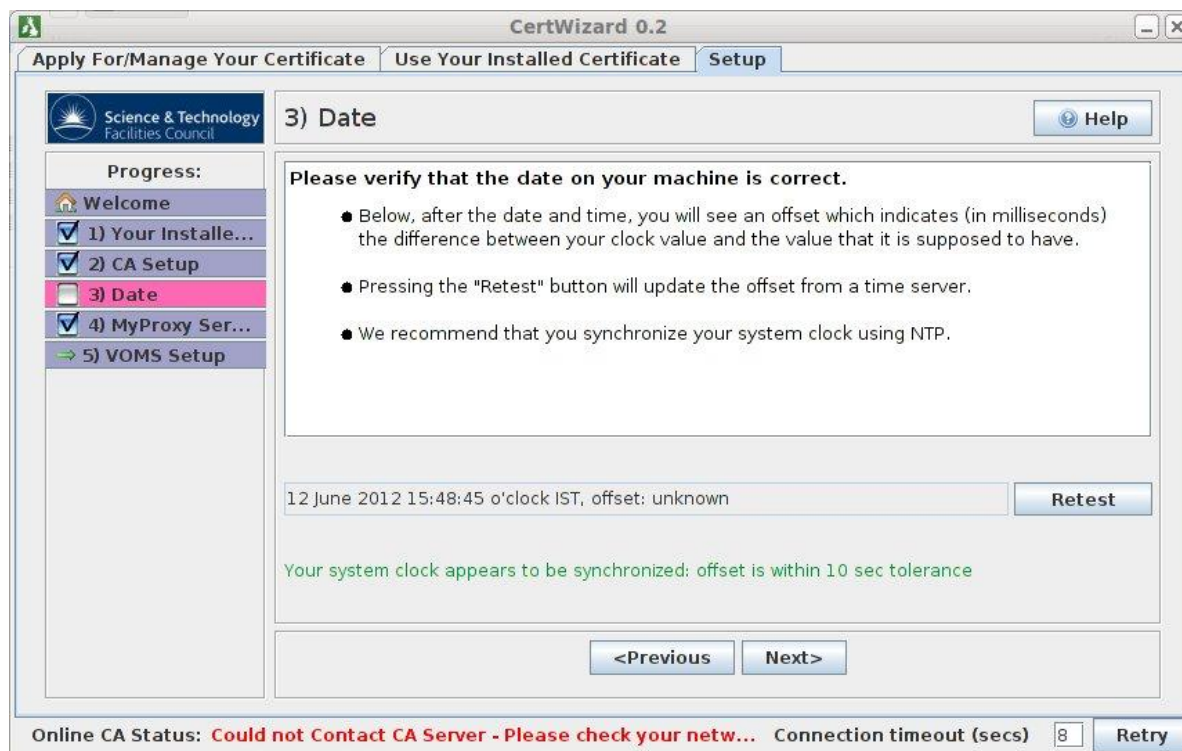 CertWizard 0.2
Apply For/Manage Your Certificate
Use Your Installed Certificate
Setup
Science & Technology
Facilities Council
3) Date
Help
Progress:
Welcome
1) Your Installe...
2) CA Setup
3) Date
4) MyProxy Ser...
5) VOMS Setup
Please verify that the date on your machine is correct.
● Below, after the date and time, you will see an offset which indicates (in milliseconds)
the difference between your clock value and the value that it is supposed to have.
● Pressing the "Retest" button will update the offset from a time server.
● We recommend that you synchronize your system clock using NTP.
12 June 2012 15:48:45 o'clock IST, offset: unknown
Retest
Your system clock appears to be synchronized: offset is within 10 sec tolerance
<Previous
Next>
Online CA Status: Could not Contact CA Server - Please check your netw... Connection timeout (secs) 8 Retry